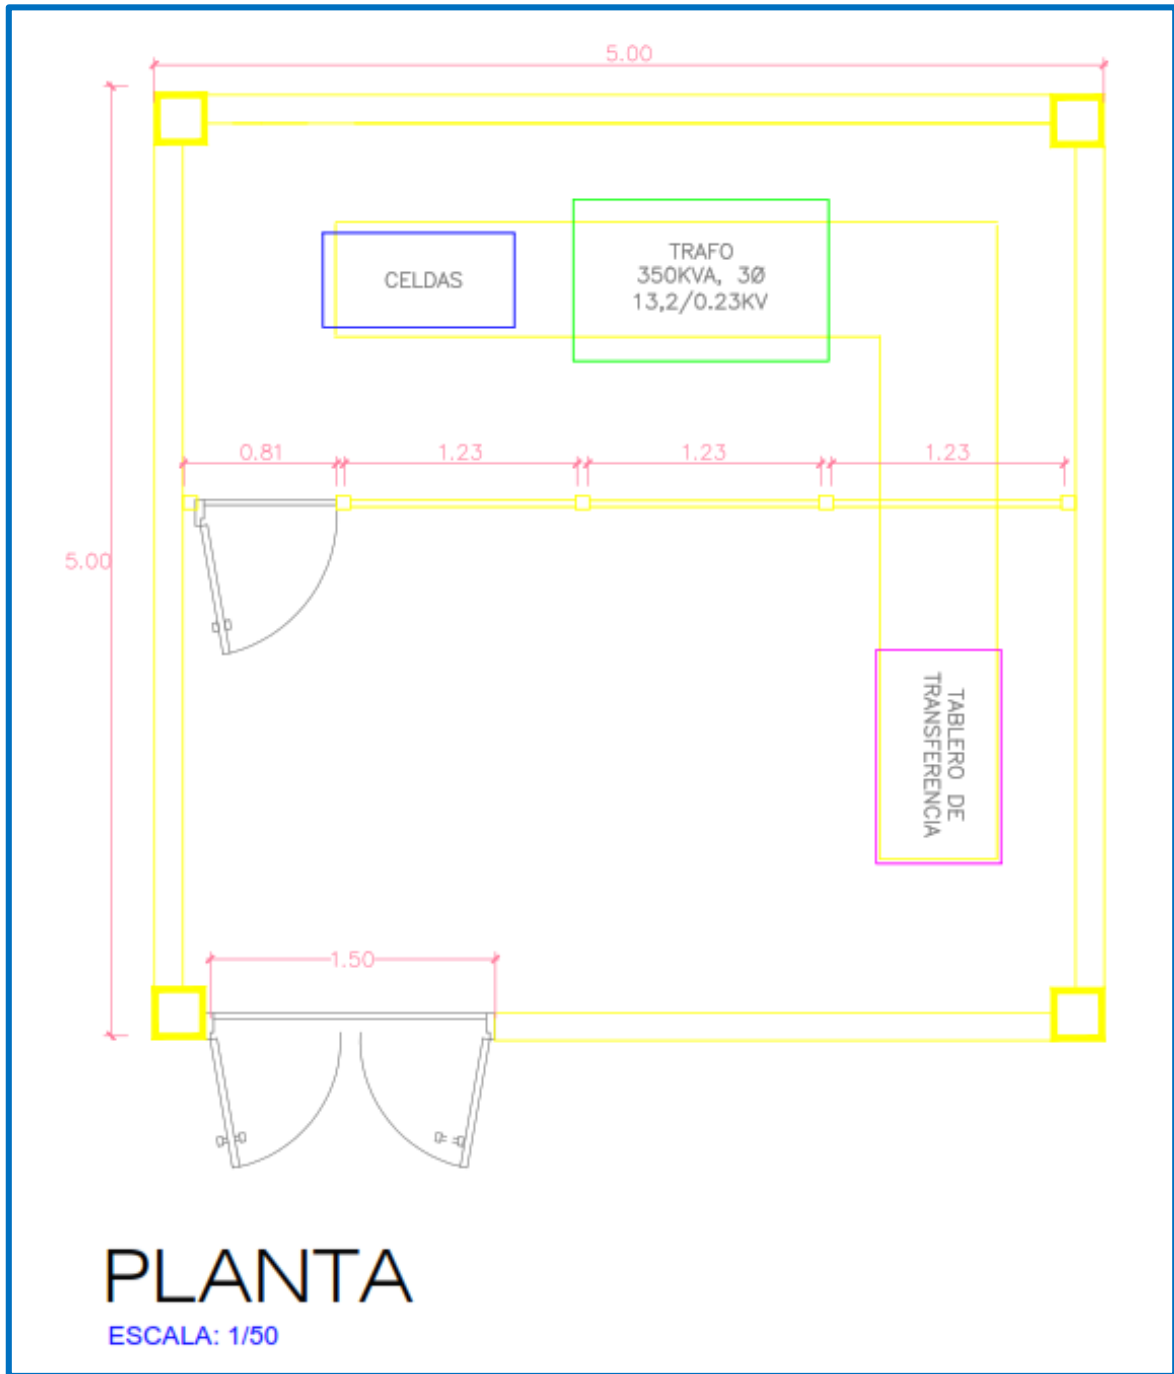 5.00
TRAFO
350KVA, 3Ø
13,2/0.23KV
CELDAS
0.81
1.23
1.23
1.23
5.00
TABLERO DE
TRANSFERENCIA
1.50
PLANTA
ESCALA: 1/50